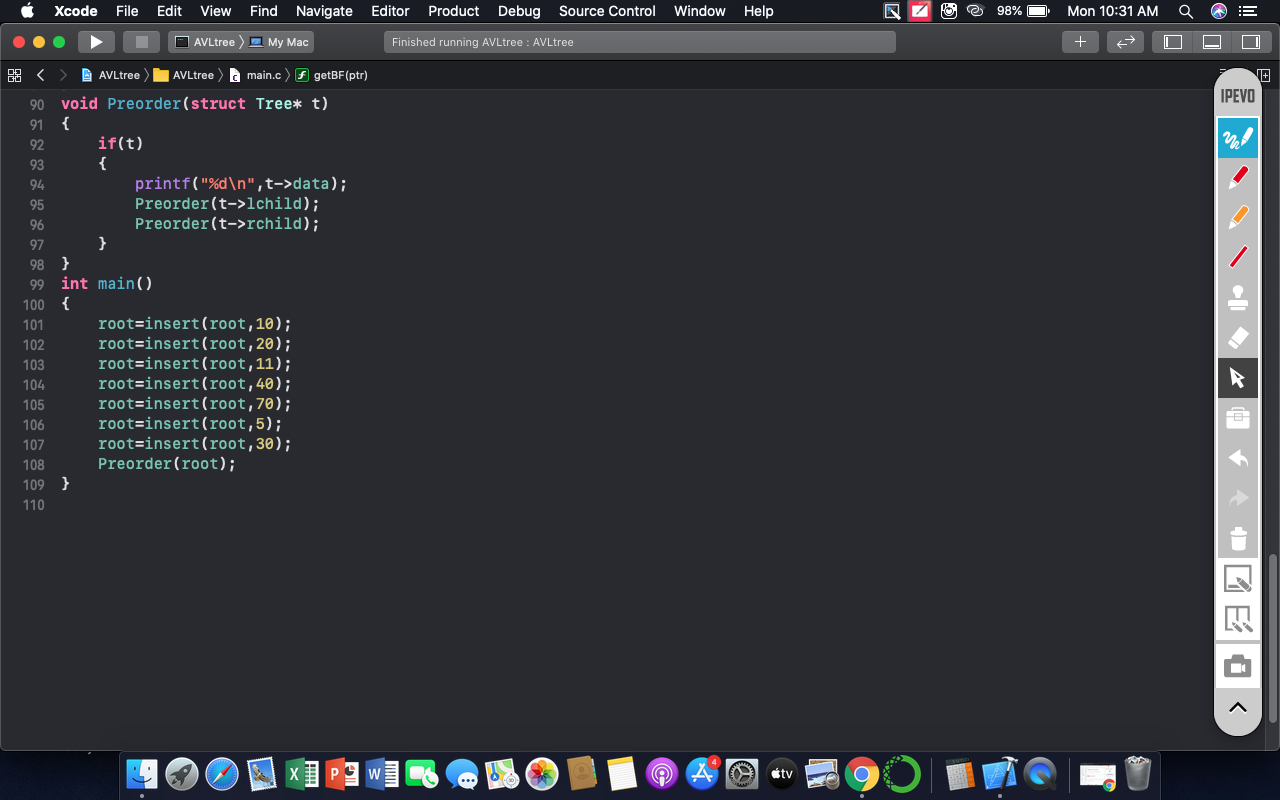 Xcode File Edit View Find Navigate Editor Product Debug Source Control Window Help 98% Mon 10:31 AM
AVLtree 〉 My Mac Finished running AVLtree : AVLtree
AVLtree 〉 AVLtree 〉 main.c 〉 getBF(ptr)
IPEVO
90 void Preorder(struct Tree* t)
91 {
92     if(t)
93     {
94         printf("%d\n",t->data);
95         Preorder(t->lchild);
96         Preorder(t->rchild);
97     }
98 }
99 int main()
100 {
101     root=insert(root,10);
102     root=insert(root,20);
103     root=insert(root,11);
104     root=insert(root,40);
105     root=insert(root,70);
106     root=insert(root,5);
107     root=insert(root,30);
108     Preorder(root);
109 }
110
4
tv